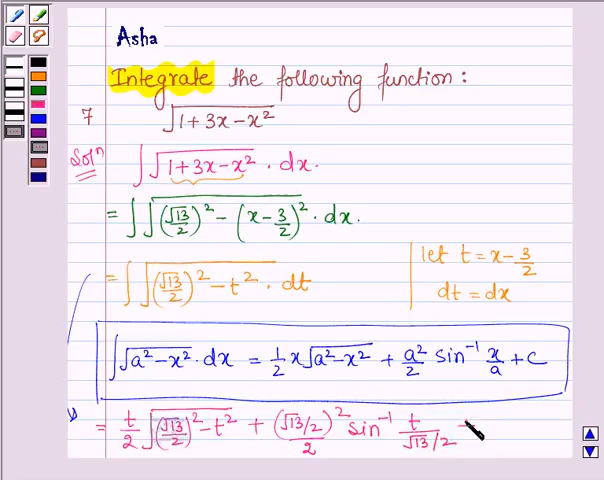 Asha
Integrate the following function :
7 √(1+3x−x²)
Solⁿ ∫√(1+3x−x²) · dx.
= ∫√((√13/2)² − (x−3/2)²) · dx.
= ∫√((√13/2)² − t²) · dt
let t = x−3/2
dt = dx
∫√(a²−x²) · dx = 1/2 x√(a²−x²) + a²/2 sin⁻¹ x/a + c
= t/2 √((√13/2)² − t²) + (√13/2)²/2 sin⁻¹ t/(√13/2)